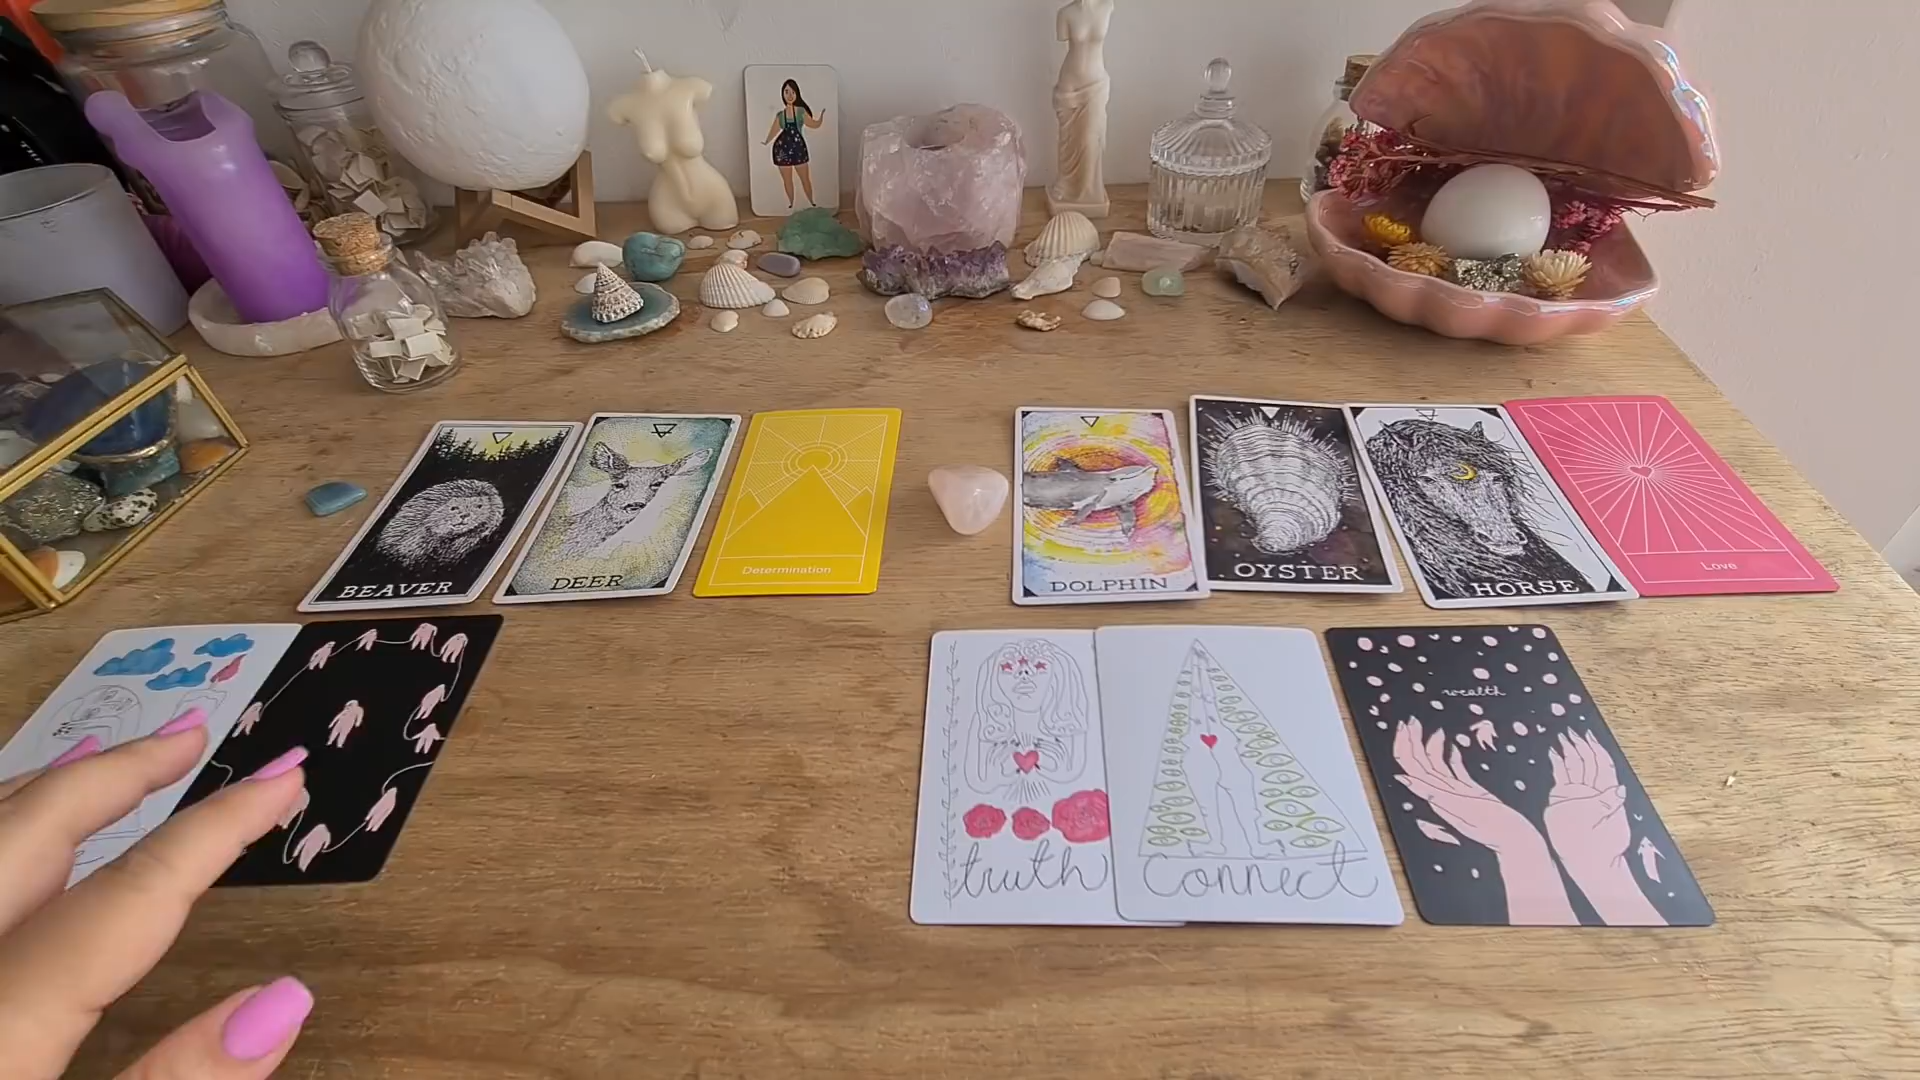 BEAVER
DEER
Determination
DOLPHIN
OYSTER
HORSE
Love
truth
Connect
wealth